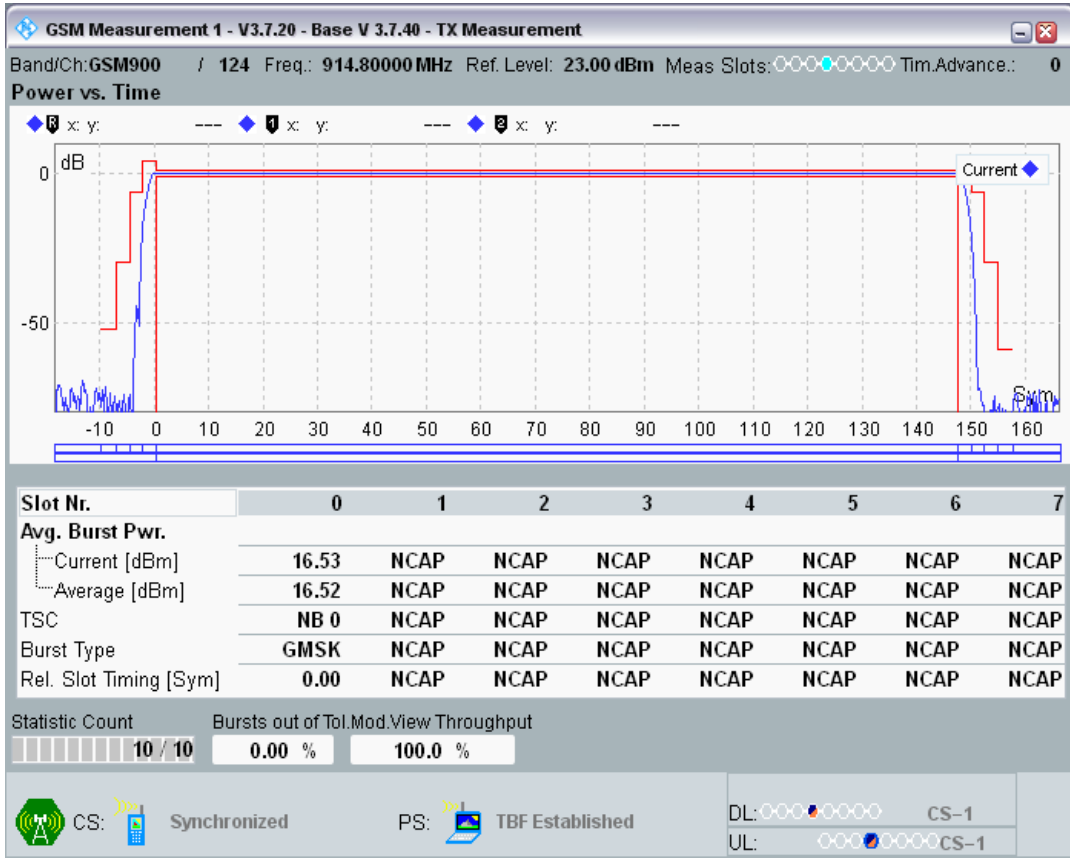 GSM Measurement 1 - V3.7.20 - Base V 3.7.40 - TX Measurement
Band/Ch:GSM900 / 124 Freq.: 914.80000 MHz Ref. Level: 23.00 dBm Meas Slots: Tim.Advance.: 0
Power vs. Time
R x: y: --- 1 x: y: --- 2 x: y: ---
dB
Current
0
-50
Sym
-10 0 10 20 30 40 50 60 70 80 90 100 110 120 130 140 150 160
Slot Nr. 0 1 2 3 4 5 6 7
Avg. Burst Pwr.
Current [dBm] 16.53 NCAP NCAP NCAP NCAP NCAP NCAP NCAP
Average [dBm] 16.52 NCAP NCAP NCAP NCAP NCAP NCAP NCAP
TSC NB 0 NCAP NCAP NCAP NCAP NCAP NCAP NCAP
Burst Type GMSK NCAP NCAP NCAP NCAP NCAP NCAP NCAP
Rel. Slot Timing [Sym] 0.00 NCAP NCAP NCAP NCAP NCAP NCAP NCAP
Statistic Count Bursts out of Tol. Mod.View Throughput
10 / 10 0.00 % 100.0 %
CS: Synchronized PS: TBF Established
DL: CS-1
UL: CS-1